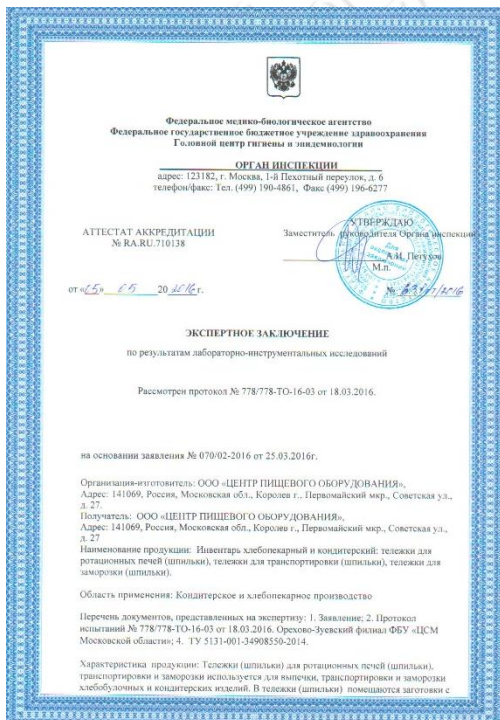 Федеральное медико-биологическое агентство
Федеральное государственное бюджетное учреждение здравоохранения
Головной центр гигиены и эпидемиологии
ОРГАН ИНСПЕКЦИИ
адрес: 123182, г. Москва, 1-й Пехотный переулок, д. 6
телефон/факс: Тел. (499) 190-4861, Факс (499) 196-6277
УТВЕРЖДАЮ
АТТЕСТАТ АККРЕДИТАЦИИ
Заместитель руководителя Органа инспекции
№ RA.RU.710138
А.И. Петухов
М.п.
от «05» 05 2016 г.
№
ЭКСПЕРТНОЕ ЗАКЛЮЧЕНИЕ
по результатам лабораторно-инструментальных исследований
Рассмотрен протокол № 778/778-ТО-16-03 от 18.03.2016.
на основании заявления № 070/02-2016 от 25.03.2016г.
Организация-изготовитель: ООО «ЦЕНТР ПИЩЕВОГО ОБОРУДОВАНИЯ»,
Адрес: 141069, Россия, Московская обл., Королев г., Первомайский мкр., Советская ул.,
д. 27.
Получатель: ООО «ЦЕНТР ПИЩЕВОГО ОБОРУДОВАНИЯ»,
Адрес: 141069, Россия, Московская обл., Королев г., Первомайский мкр., Советская ул.,
д. 27
Наименование продукции: Инвентарь хлебопекарный и кондитерский: тележки для
ротационных печей (шпильки), тележки для транспортировки (шпильки), тележки для
заморозки (шпильки).
Область применения: Кондитерское и хлебопекарное производство
Перечень документов, представленных на экспертизу: 1. Заявление; 2. Протокол
испытаний № 778/778-ТО-16-03 от 18.03.2016. Орехово-Зуевский филиал ФБУ «ЦСМ
Московской области»; 4. ТУ 5131-001-34908550-2014.
Характеристика продукции: Тележки (шпильки) для ротационных печей (шпильки),
транспортировки и заморозки используется для выпечки, транспортировки и заморозки
хлебобулочных и кондитерских изделий. В тележки (шпильки) помещаются заготовки с